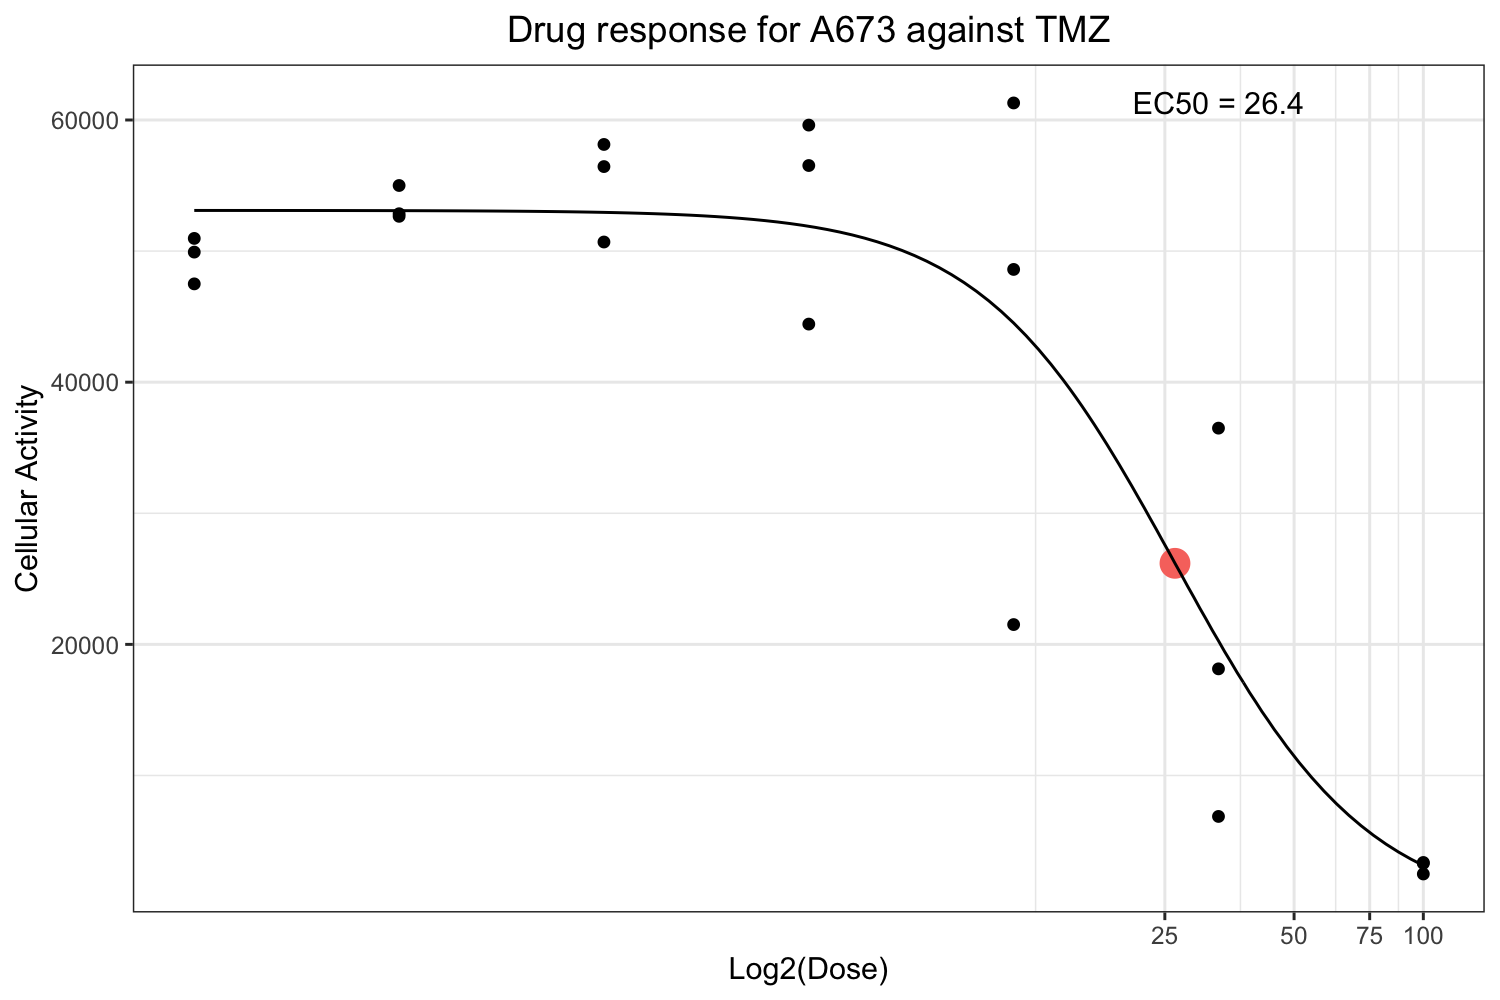 Drug response for A673 against TMZ
EC50 = 26.4
60000
40000
20000
Cellular Activity
25 50 75 100
Log2(Dose)